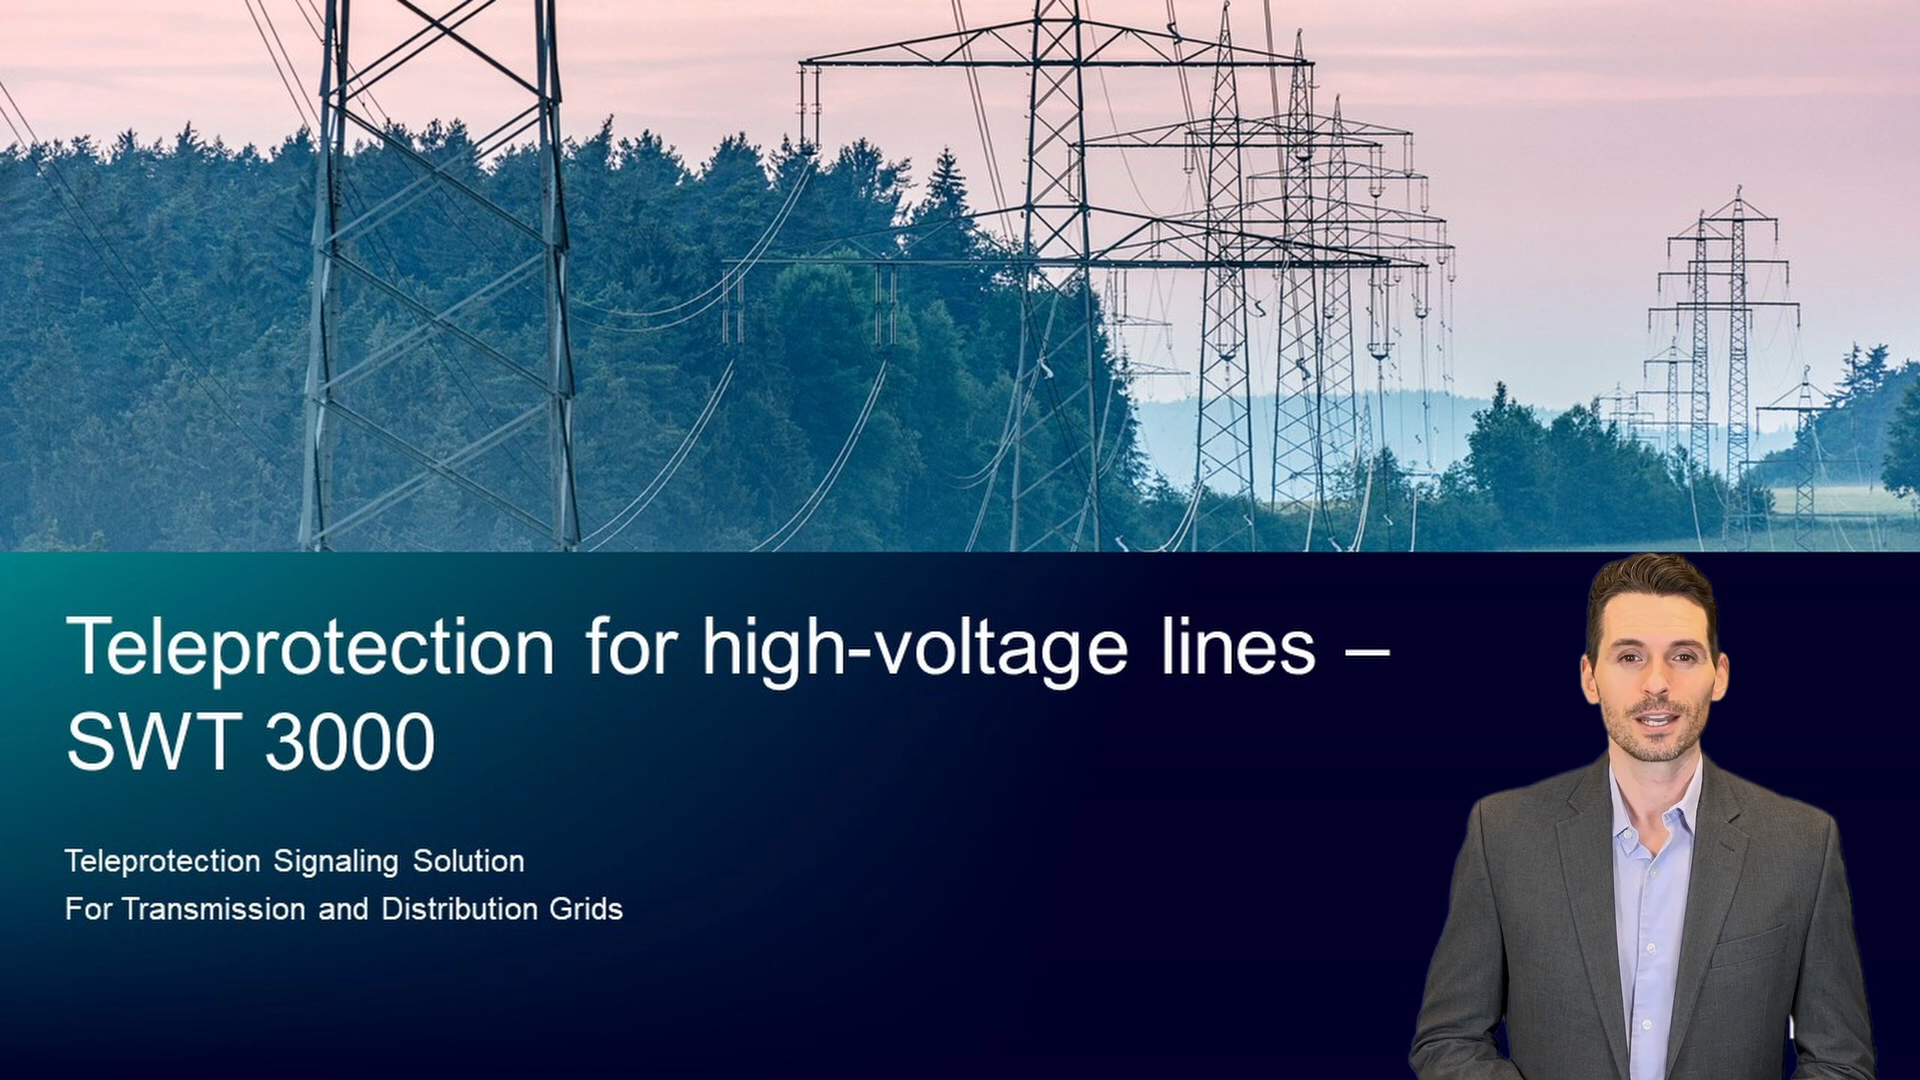 Teleprotection for high-voltage lines –
SWT 3000
Teleprotection Signaling Solution
For Transmission and Distribution Grids